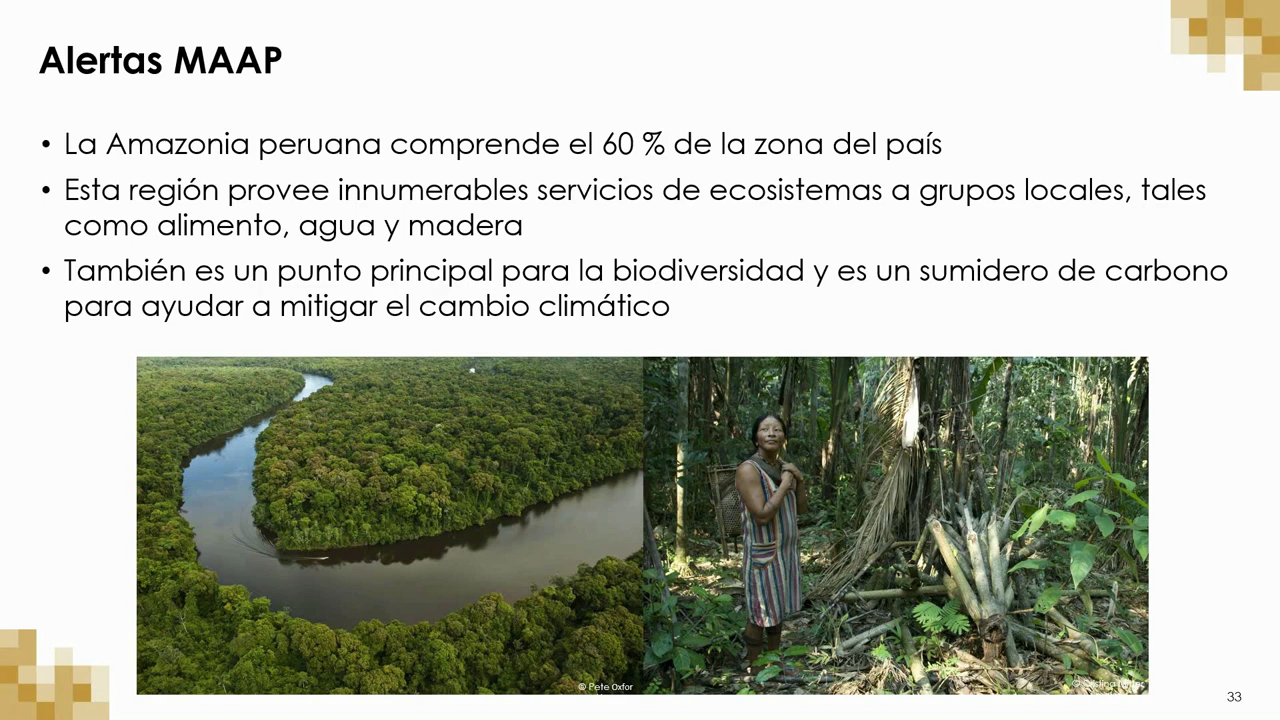 Alertas MAAP
• La Amazonia peruana comprende el 60 % de la zona del país
• Esta región provee innumerables servicios de ecosistemas a grupos locales, tales
como alimento, agua y madera
• También es un punto principal para la biodiversidad y es un sumidero de carbono
para ayudar a mitigar el cambio climático
© Pete Oxfor
©
33